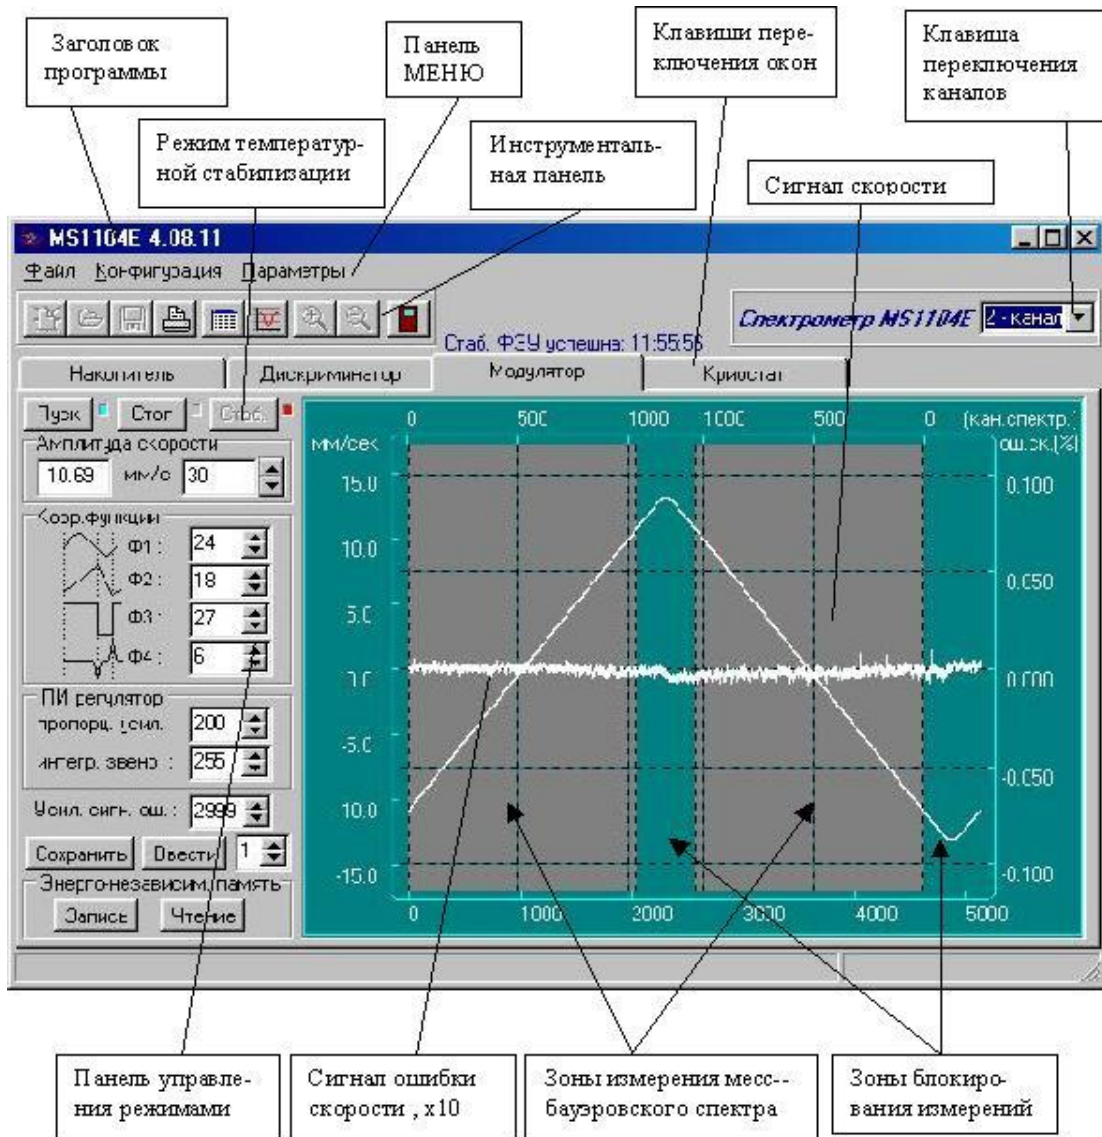 Заголовок
программы
Панель
МЕНЮ
Клавиши пере-
ключения окон
Клавиша
переключения
каналов
Режим температур-
ной стабилизации
Инструменталь-
ная панель
Сигнал скорости
MS1104E 4.08.11
Файл Конфигурация Параметры
Спектрометр MS1104E 2 - канал
Стаб. ФЭУ успешна: 11:55:56
Накопитель Дискриминатор Модулятор Криостат
Пуск Стоп Стаб.
Амплитуда скорости
10.69 мм/с 30
Корр.функции
Ф1 : 24
Ф2 : 18
Ф3 : 27
Ф4 : 6
ПИ регулятор
пропорц. усил. 200
интегр. звено : 255
Усил. сигн. ош. : 2999
Сохранить Ввести 1
Энерго-независим. память
Запись Чтение
0 500 1000 1000 500 0 (кан.спектр.)
мм/сек ош.ск.(%)
15.0 0.100
10.0
0.050
5.0
0.0 0.000
-5.0
-0.050
10.0
-15.0 -0.100
0 1000 2000 3000 4000 5000
Панель управле-
ния режимами
Сигнал ошибки
скорости , x10
Зоны измерения месс--
бауэровского спектра
Зоны блокиро-
вания измерений